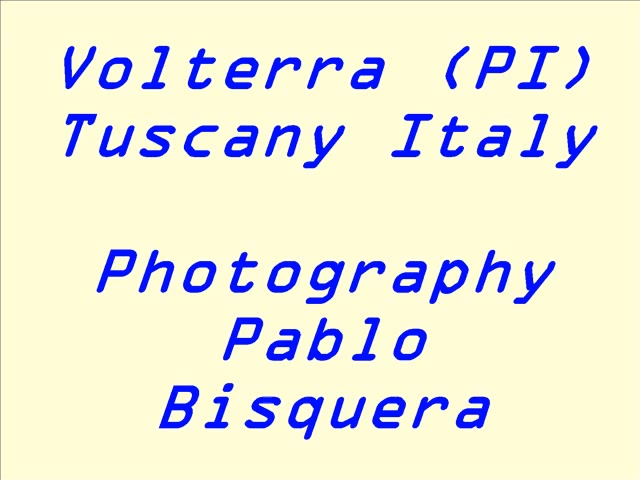 Volterra (PI)
Tuscany Italy
Photography
Pablo
Bisquera